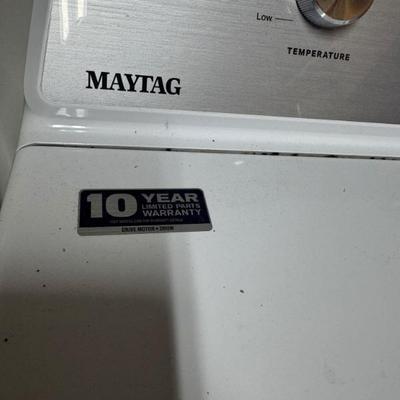 Low
TEMPERATURE
MAYTAG
10 YEAR
LIMITED PARTS
WARRANTY
DRIVE MOTOR • DRUM